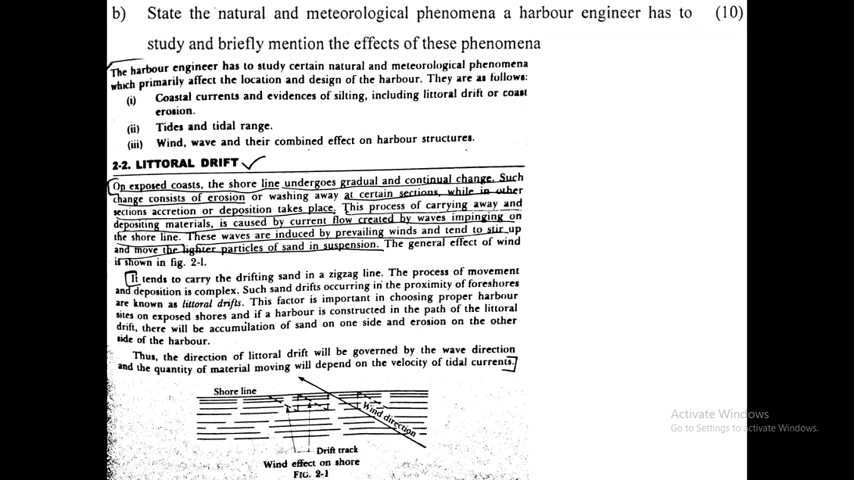 b) State the natural and meteorological phenomena a harbour engineer has to (10)
study and briefly mention the effects of these phenomena
The harbour engineer has to study certain natural and meteorological phenomena
which primarily affect the location and design of the harbour. They are as follows:
(i) Coastal currents and evidences of silting, including littoral drift or coast
erosion.
(ii) Tides and tidal range.
(iii) Wind, wave and their combined effect on harbour structures.
2-2. LITTORAL DRIFT
On exposed coasts, the shore line undergoes gradual and continual change. Such
change consists of erosion or washing away at certain sections, while in other
sections accretion or deposition takes place. This process of carrying away and
depositing materials, is caused by current flow created by waves impinging on
the shore line. These waves are induced by prevailing winds and tend to stir up
and move the lighter particles of sand in suspension. The general effect of wind
is shown in fig. 2-1.
It tends to carry the drifting sand in a zigzag line. The process of movement
and deposition is complex. Such sand drifts occurring in the proximity of foreshores
are known as littoral drifts. This factor is important in choosing proper harbour
sites on exposed shores and if a harbour is constructed in the path of the littoral
drift, there will be accumulation of sand on one side and erosion on the other
side of the harbour.
Thus, the direction of littoral drift will be governed by the wave direction
and the quantity of material moving will depend on the velocity of tidal currents.
Shore line
Wind direction
Drift track
Wind effect on shore
FIG. 2-1
Activate Windows
Go to Settings to activate Windows.